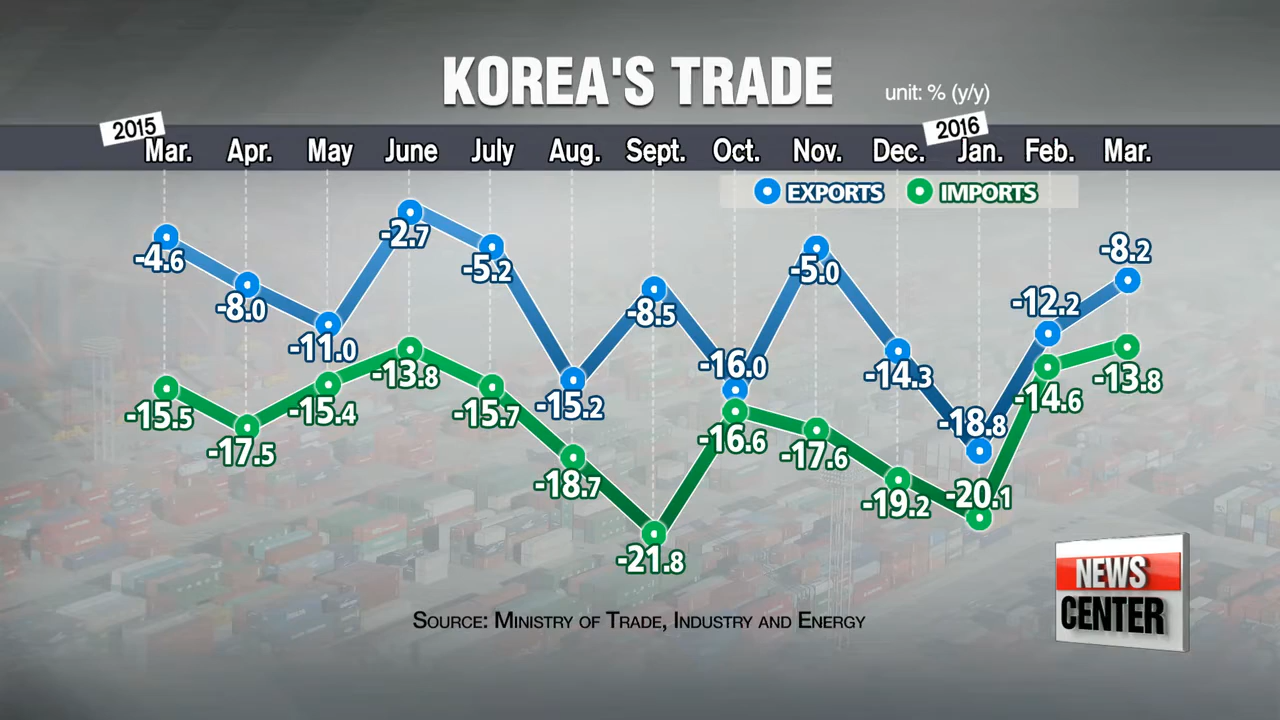 KOREA'S TRADE
unit: % (y/y)
2015
2016
Mar. Apr. May June July Aug. Sept. Oct. Nov. Dec. Jan. Feb. Mar.
EXPORTS IMPORTS
-4.6 -8.0 -11.0 -2.7 -5.2 -15.2 -8.5 -16.0 -5.0 -14.3 -18.8 -12.2 -8.2
-15.5 -17.5 -15.4 -13.8 -15.7 -18.7 -21.8 -16.6 -17.6 -19.2 -20.1 -14.6 -13.8
NEWS
CENTER
SOURCE: MINISTRY OF TRADE, INDUSTRY AND ENERGY